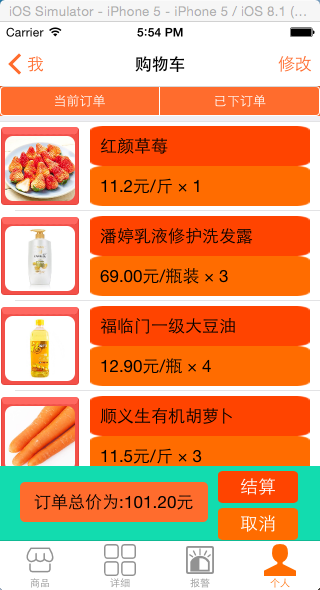 iOS Simulator - iPhone 5 - iPhone 5 / iOS 8.1 (...
Carrier 5:54 PM
我 购物车 修改
当前订单 已下订单
红颜草莓
11.2元/斤 × 1
潘婷乳液修护洗发露
69.00元/瓶装 × 3
福临门一级大豆油
12.90元/瓶 × 4
顺义生有机胡萝卜
11.5元/斤 × 3
订单总价为:101.20元
结算
取消
商品 详细 报警 个人